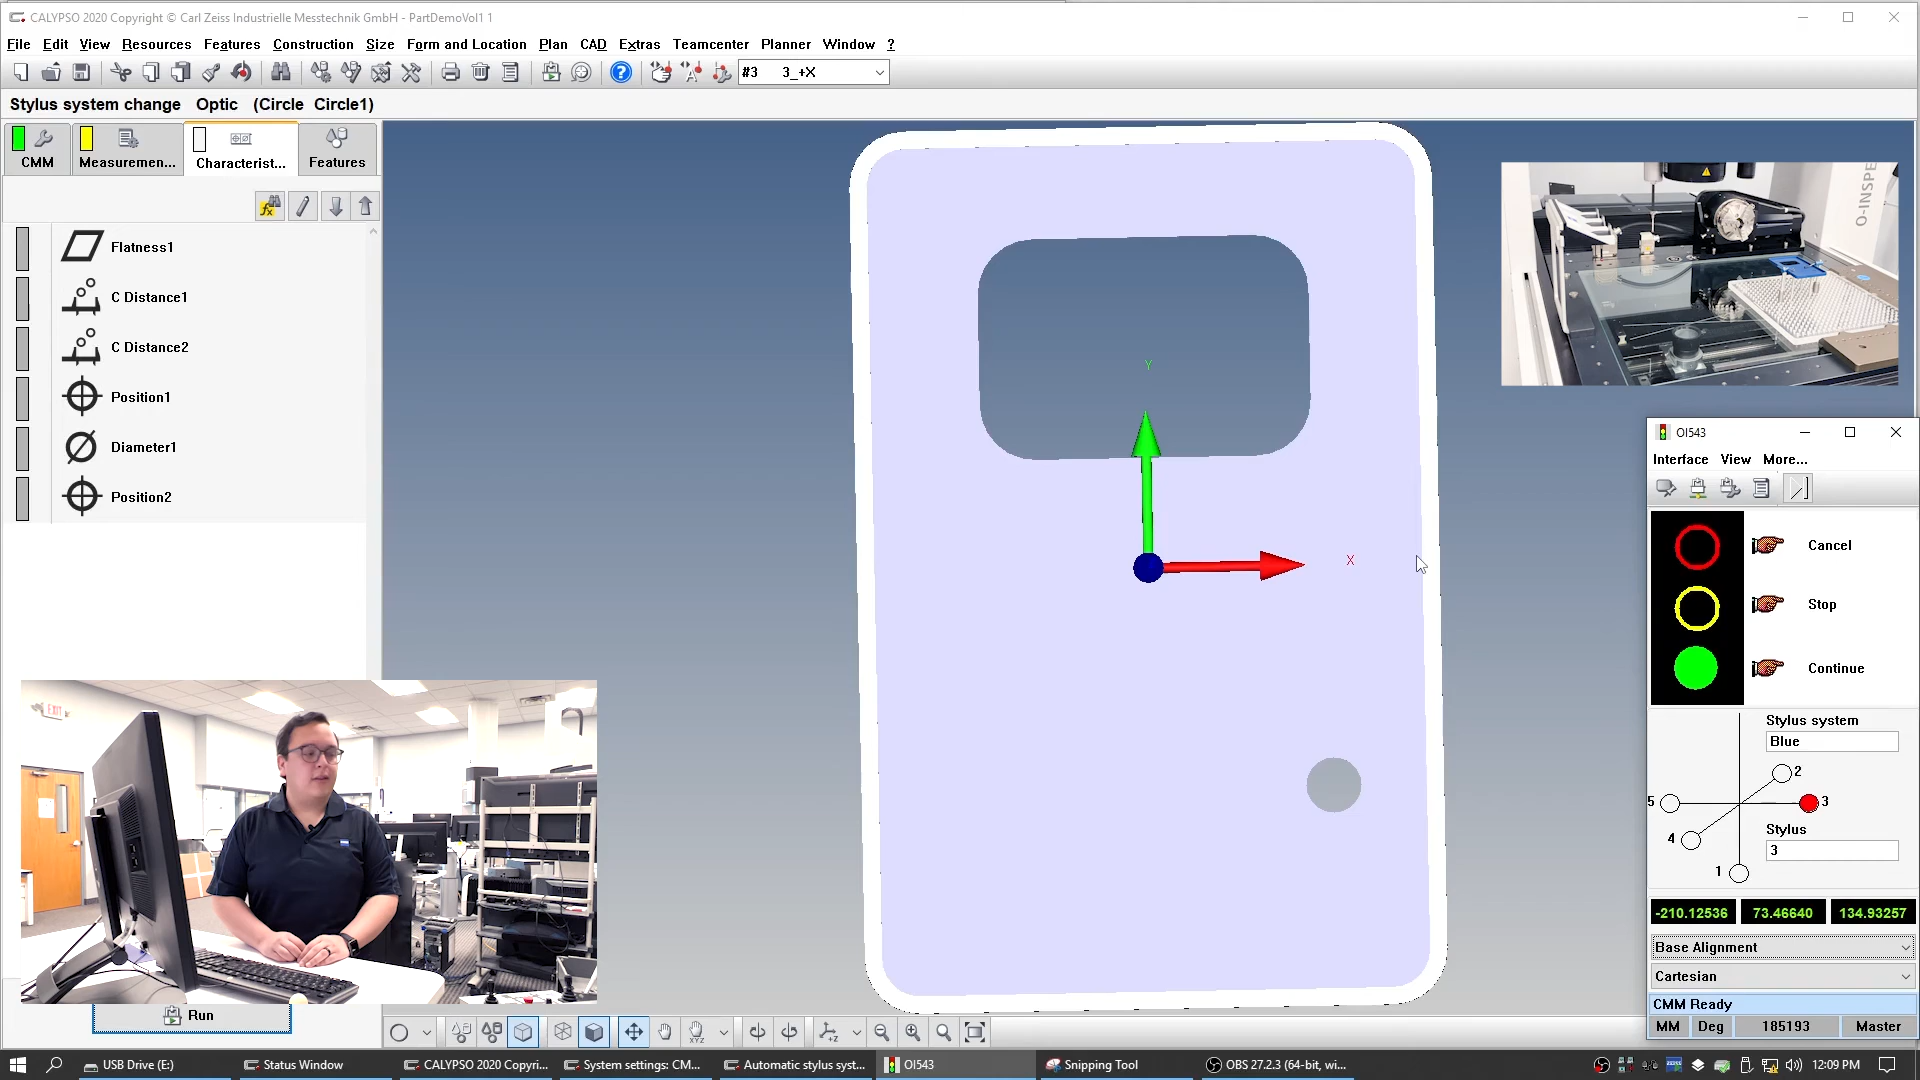 CALYPSO 2020 Copyright © Carl Zeiss Industrielle Messtechnik GmbH - PartDemoVol1 1
File Edit View Resources Features Construction Size Form and Location Plan CAD Extras Teamcenter Planner Window ?
#3 3_+X
Stylus system change Optic (Circle Circle1)
CMM
Measuremen...
Characterist...
Features
Flatness1
C Distance1
C Distance2
Position1
Diameter1
Position2
Y
X
O-INSPE
EXIT
Run
OI543
Interface View More...
Cancel
Stop
Continue
Stylus system
Blue
2
5
3
4
Stylus
3
1
-210.12536 73.46640 134.93257
Base Alignment
Cartesian
CMM Ready
MM Deg 185193 Master
USB Drive (E:)
Status Window
CALYPSO 2020 Copyri...
System settings: CM...
Automatic stylus syst...
OI543
Snipping Tool
OBS 27.2.3 (64-bit, wi...
12:09 PM